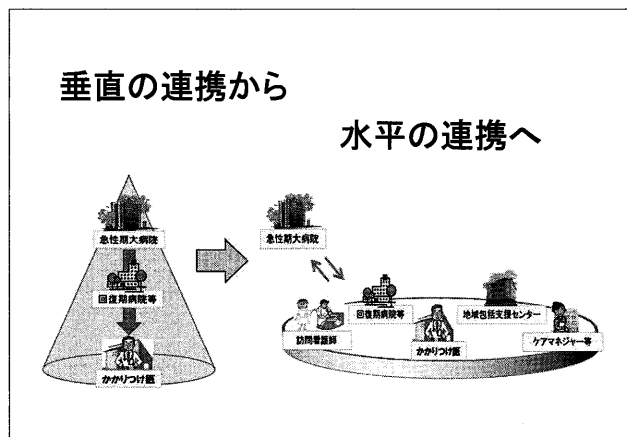 垂直の連携から
水平の連携へ
急性期大病院
回復期病院等
かかりつけ医
急性期大病院
訪問看護師
回復期病院等
かかりつけ医
地域包括支援センター
ケアマネジャー等